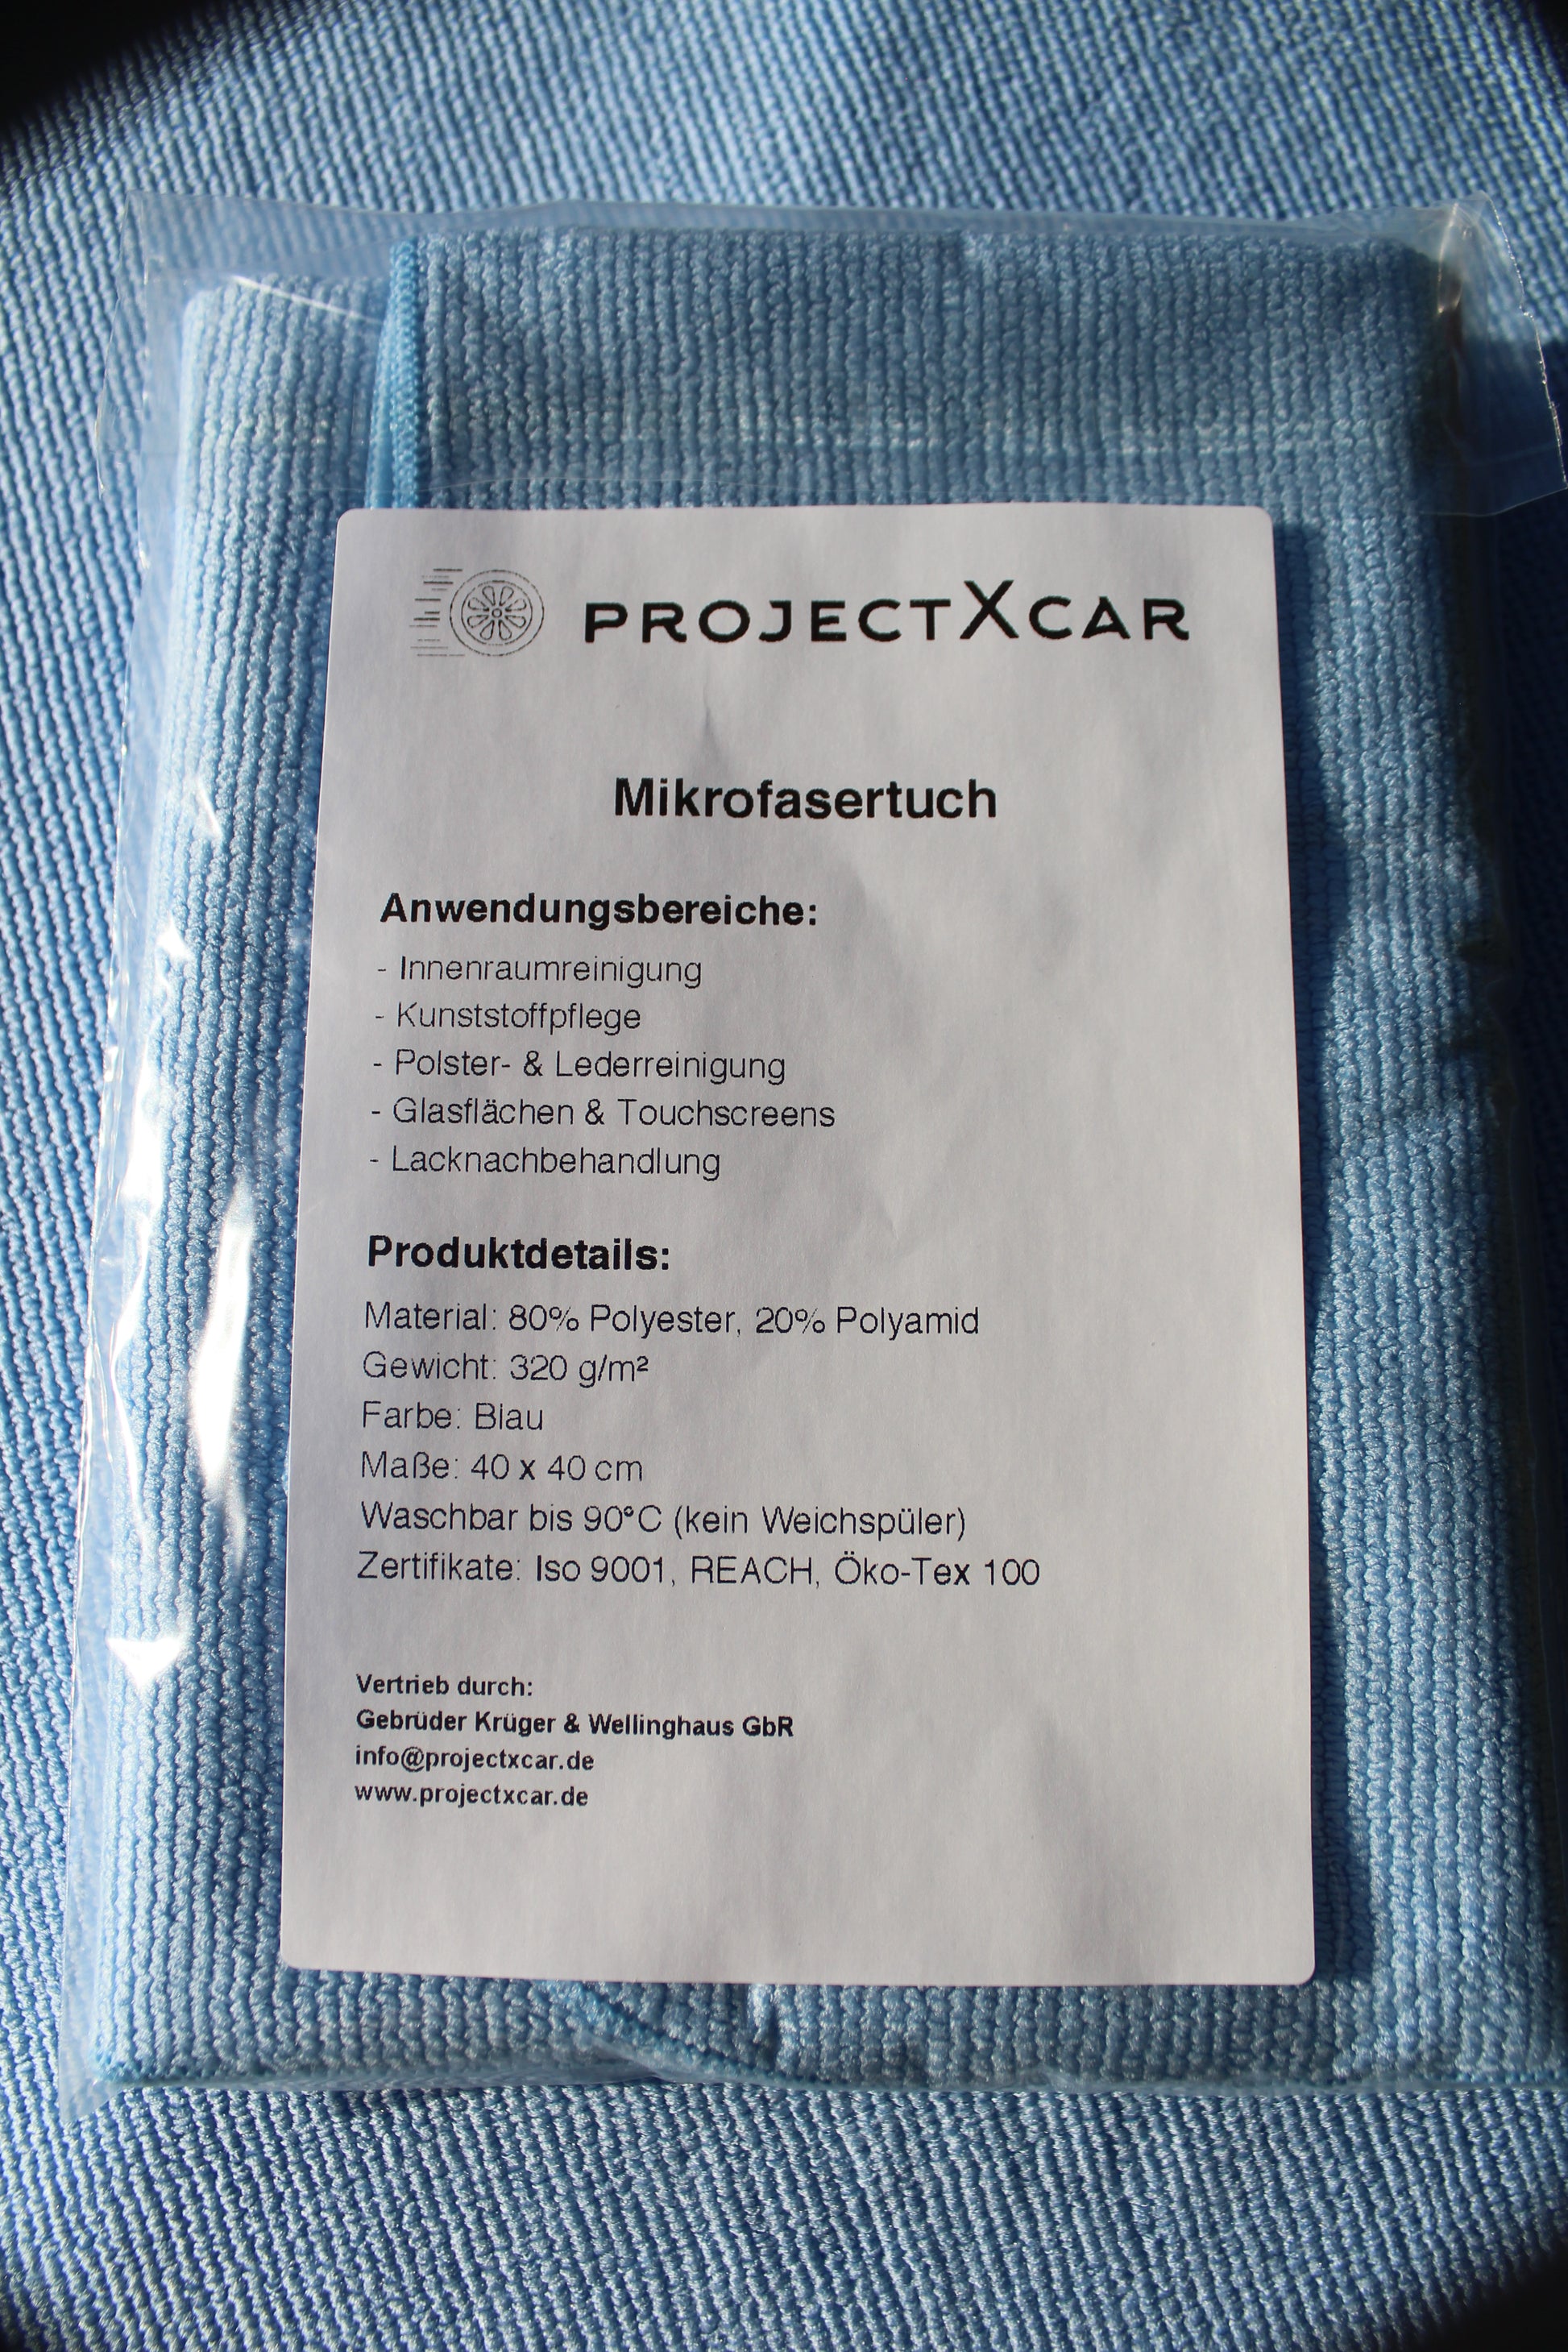 PROJECTXCAR
Mikrofasertuch
Anwendungsbereiche:
- Innenraumreinigung
- Kunststoffpflege
- Polster- & Lederreinigung
- Glasflächen & Touchscreens
- Lacknachbehandlung
Produktdetails:
Material: 80% Polyester, 20% Polyamid
Gewicht: 320 g/m²
Farbe: Blau
Maße: 40 x 40 cm
Waschbar bis 90°C (kein Weichspüler)
Zertifikate: Iso 9001, REACH, Öko-Tex 100
Vertrieb durch:
Gebrüder Krüger & Wellinghaus GbR
info@projectxcar.de
www.projectxcar.de